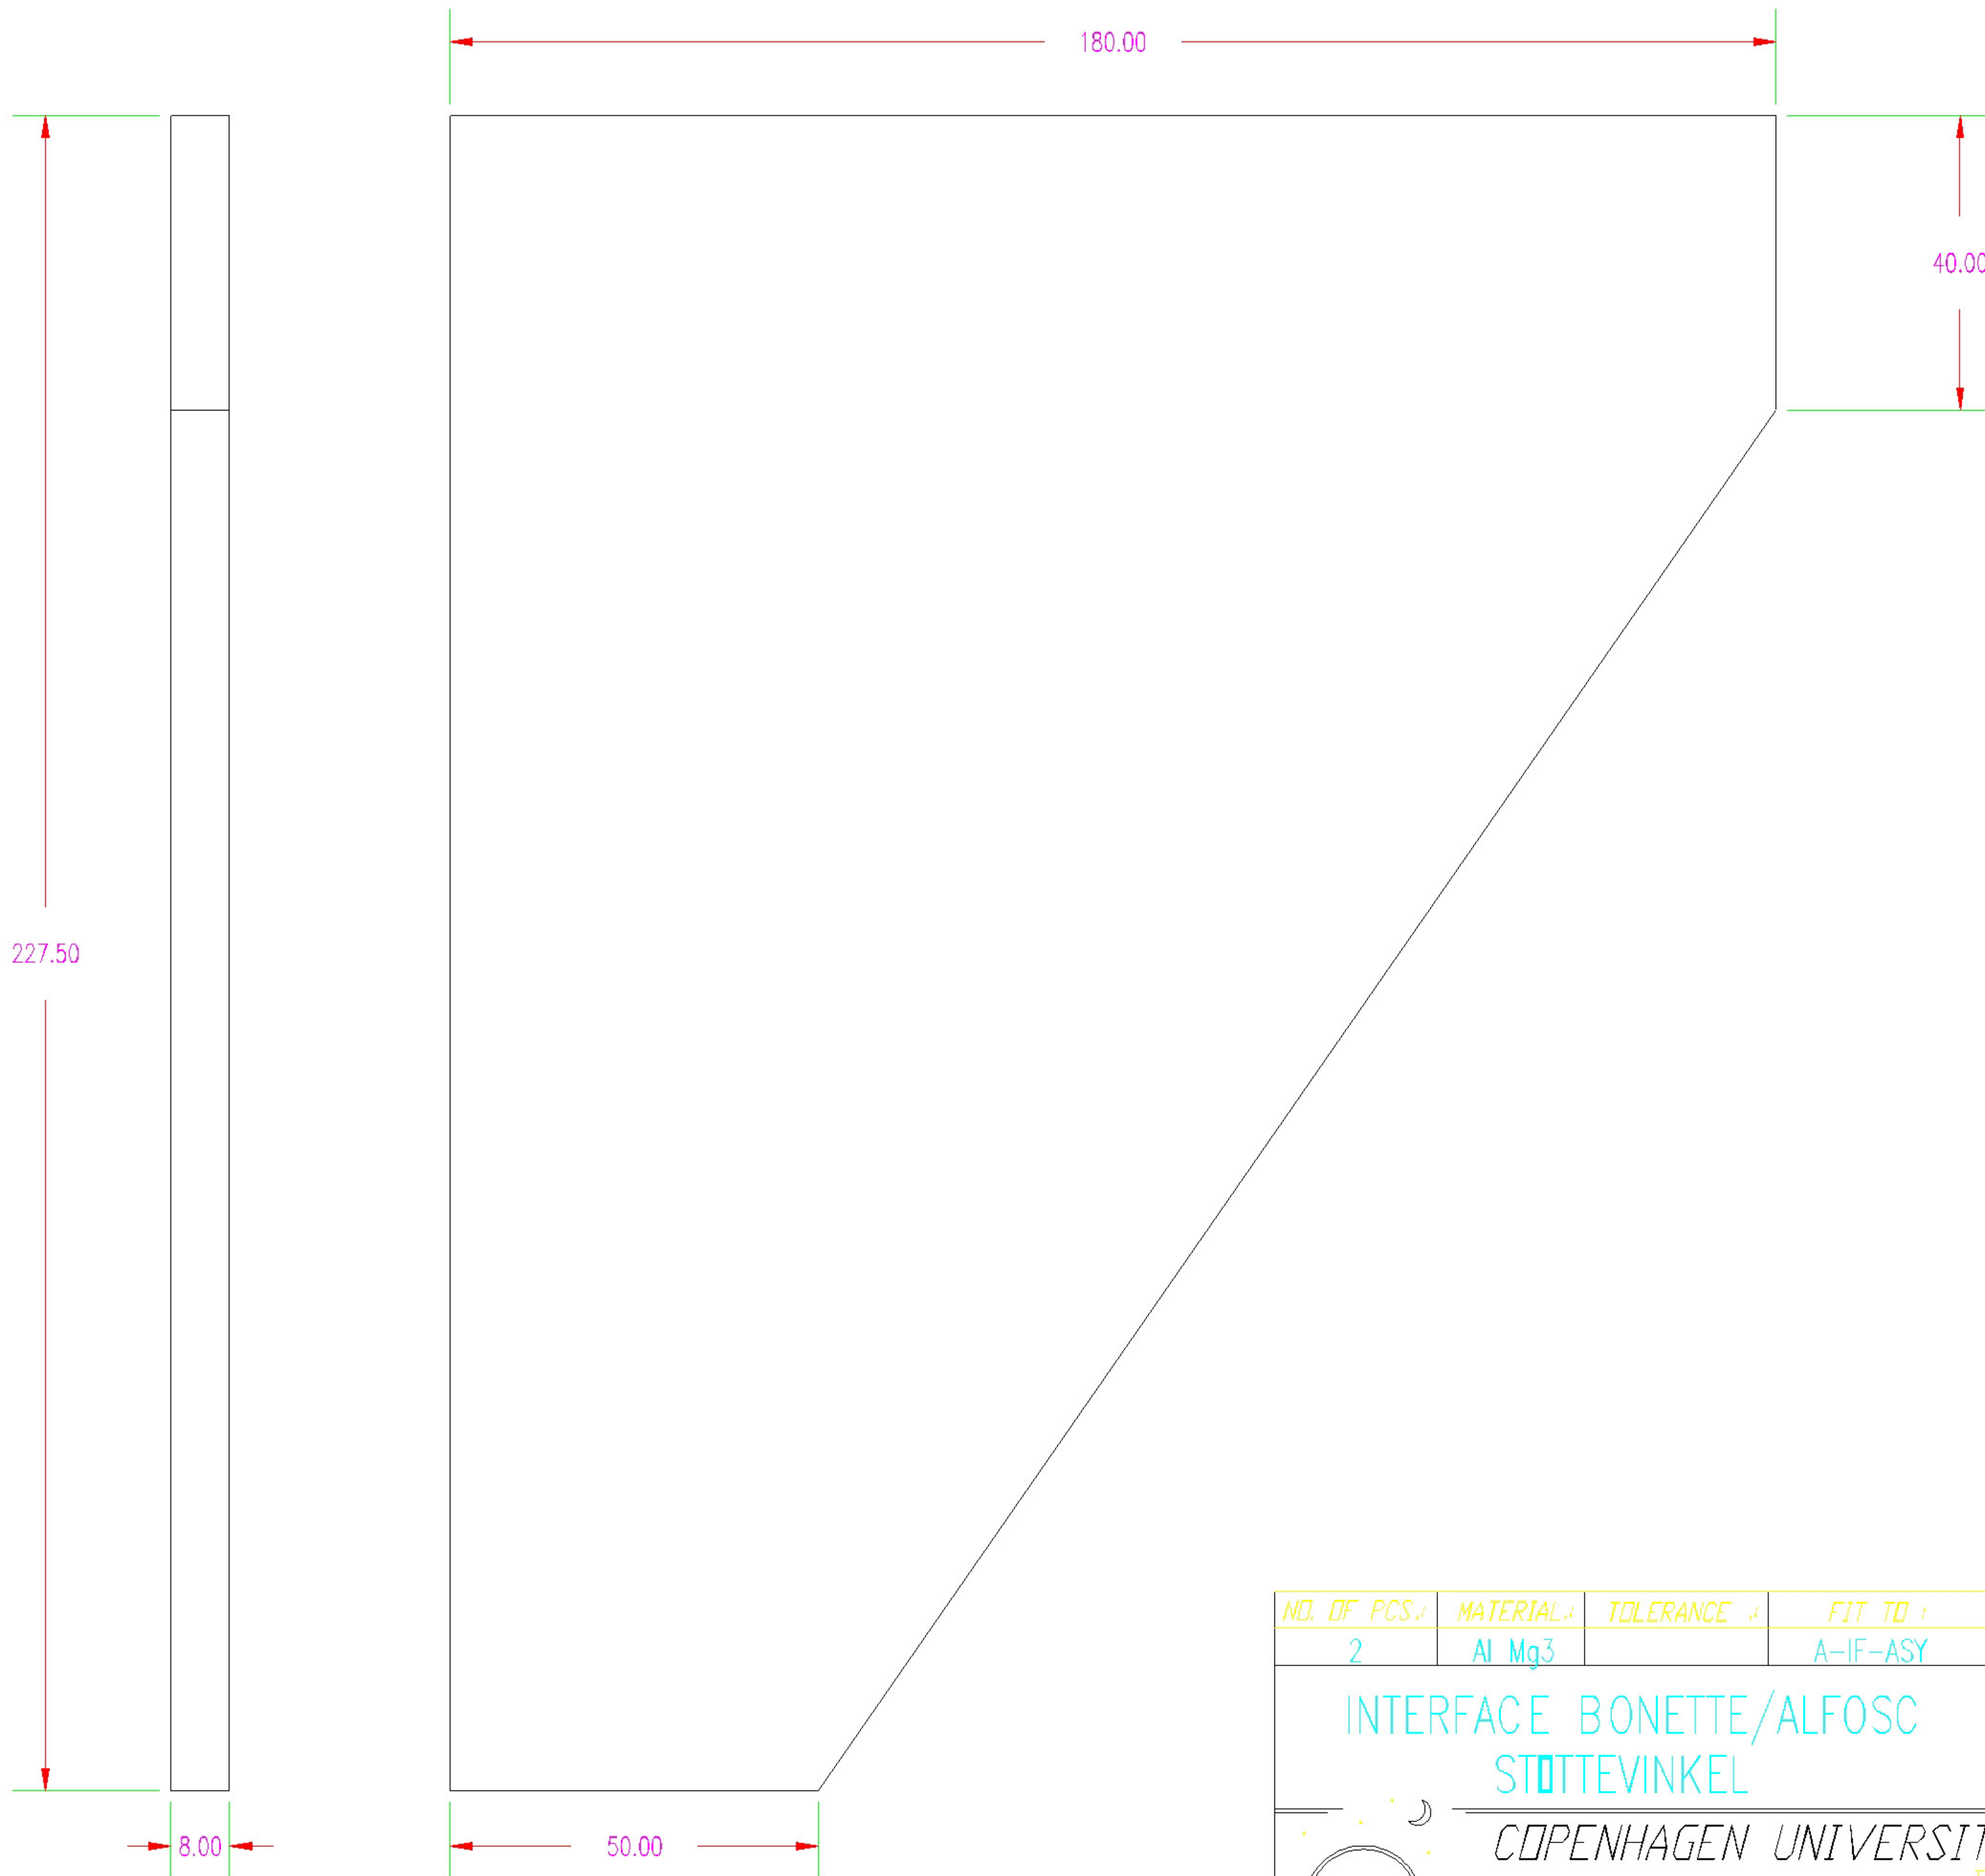 180.00
40.00
227.50
8.00
50.00
NO. OF PCS.: MATERIAL.: TOLERANCE .: FIT TO :
2 Al Mg3 A-IF-ASY
INTERFACE BONETTE/ALFOSC
COPENHAGEN UNIVERSIT